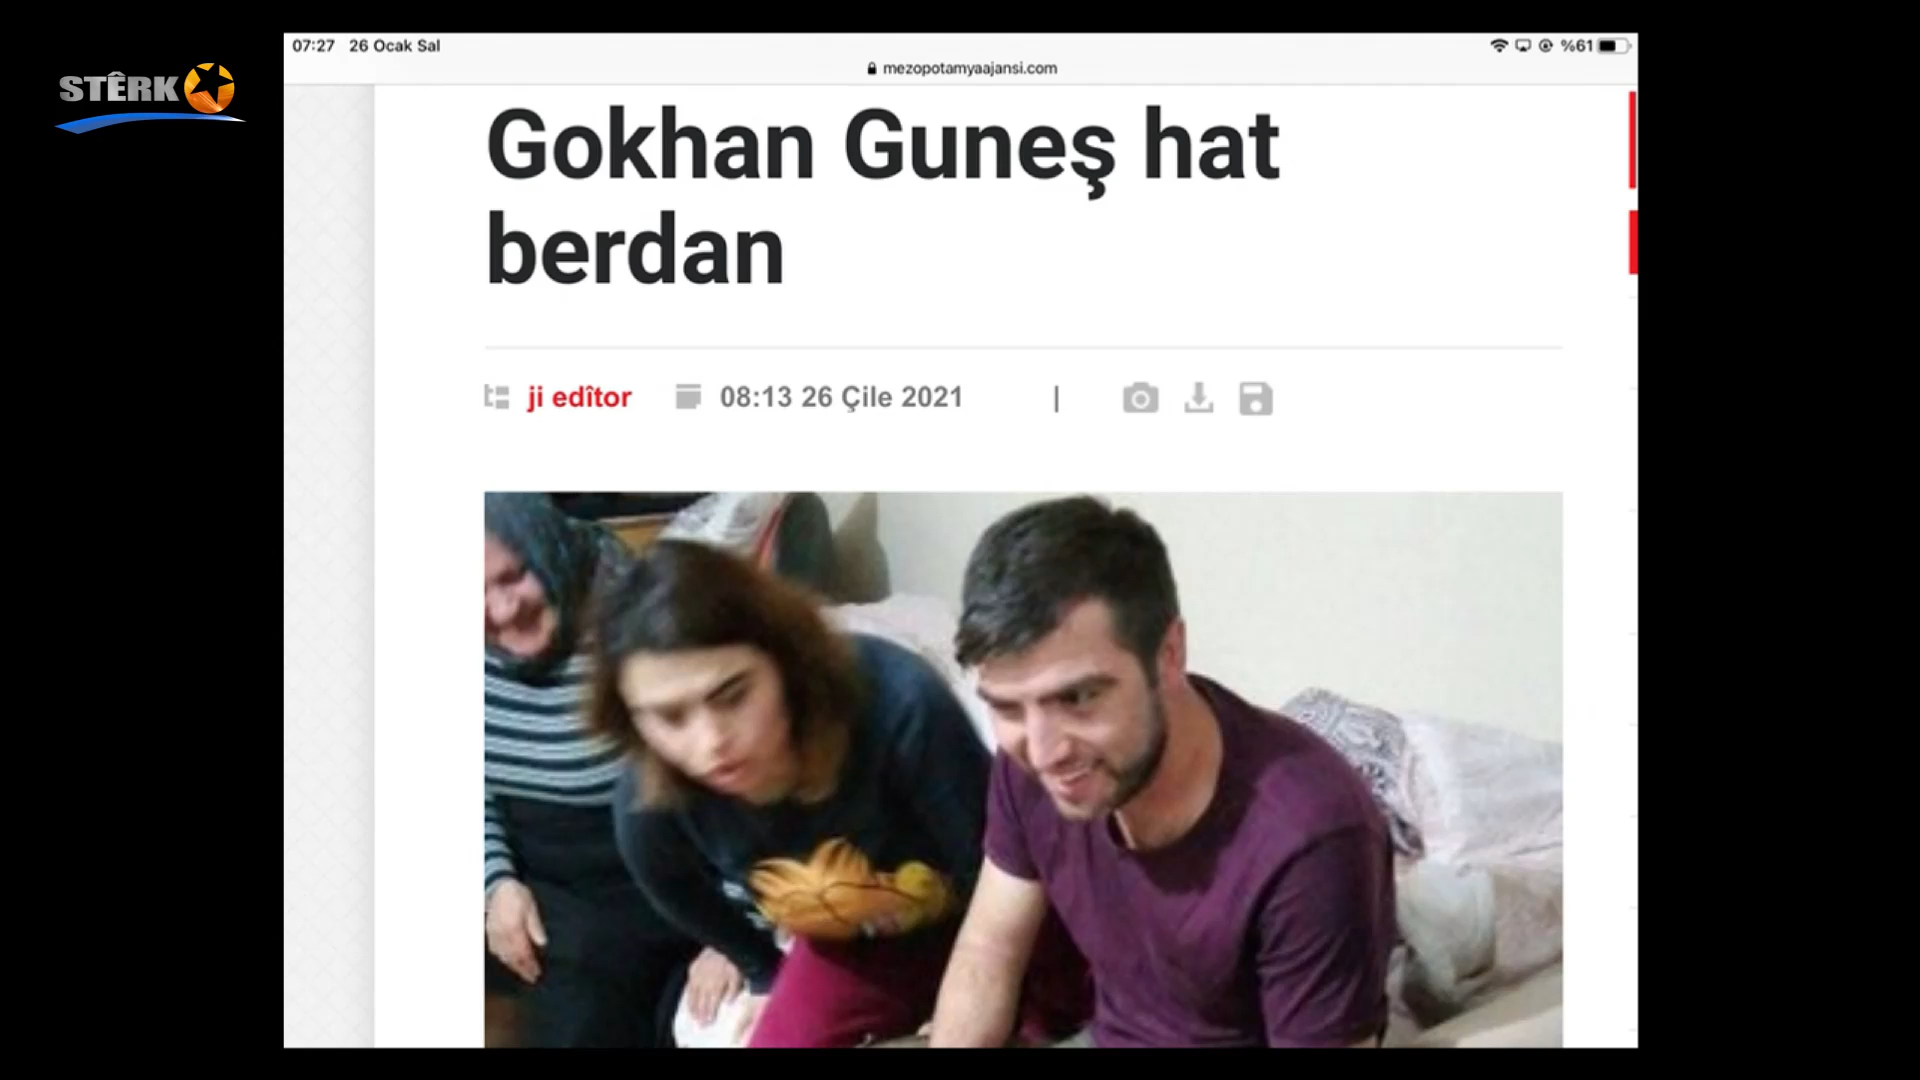 07:27 26 Ocak Sal
%61
mezopotamyaajansi.com
STÊRK
Gokhan Guneş hat
berdan
ji edîtor 08:13 26 Çile 2021 |